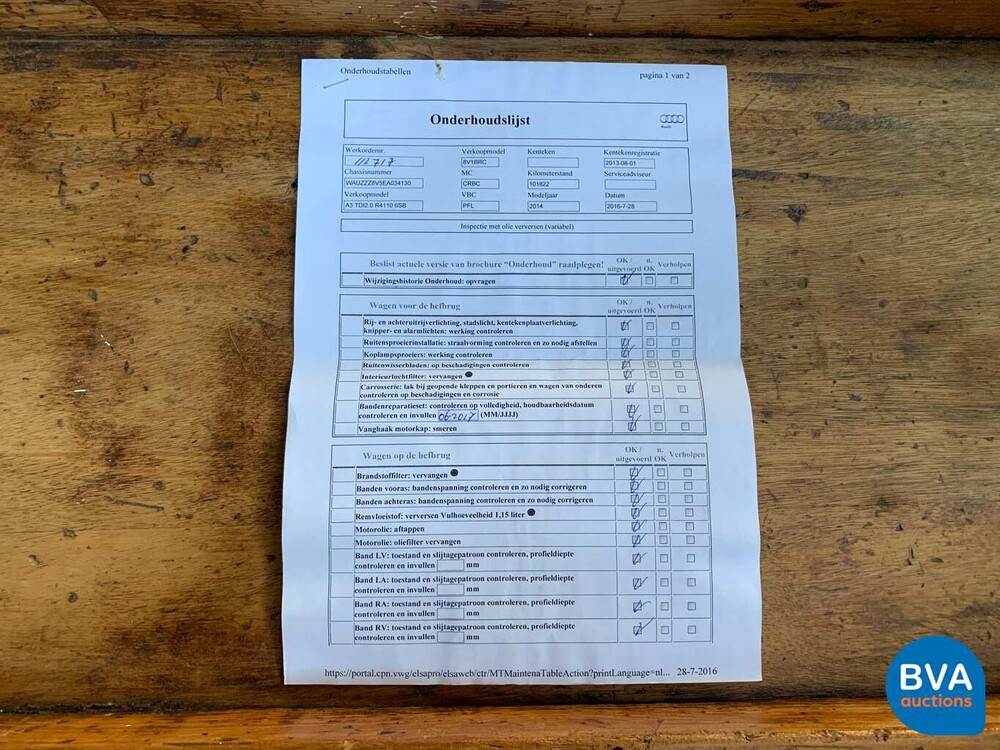 Onderhoudstabellen pagina 1 van 2
Onderhoudslijst
Audi
Werkordernr. Verkoopmodel Kenteken Kentekenregistratie
112717 8V1BRC 2013-08-01
Chassisnummer MC Kilometerstand Serviceadviseur
WAUZZZ8V5EA034130 CRBC 101822
Verkoopmodel VBC Modeljaar Datum
A3 TDI2.0 R4110 6SB PFL 2014 2016-7-28
Inspectie met olie verversen (variabel)
Beslist actuele versie van brochure “Onderhoud” raadplegen! OK / uitgevoerd n. OK Verholpen
Wijzigingshistorie Onderhoud: opvragen
Wagen voor de hefbrug OK / uitgevoerd n. OK Verholpen
Rij- en achteruitrijverlichting, stadslicht, kentekenplaatverlichting,
knipper- en alarmlichten: werking controleren
Ruitensproeierinstallatie: straalvorming controleren en zo nodig afstellen
Koplampsproeiers: werking controleren
Ruitenwisserbladen: op beschadigingen controleren
Interieurluchtfilter: vervangen
Carrosserie: lak bij geopende kleppen en portieren en wagen van onderen
controleren op beschadigingen en corrosie
Bandenreparatieset: controleren op volledigheid, houdbaarheidsdatum
controleren en invullen 06-2017 (MM/JJJJ)
Vanghaak motorkap: smeren
Wagen op de hefbrug OK / uitgevoerd n. OK Verholpen
Brandstoffilter: vervangen
Banden vooras: bandenspanning controleren en zo nodig corrigeren
Banden achteras: bandenspanning controleren en zo nodig corrigeren
Remvloeistof: verversen Vulhoeveelheid 1,15 liter
Motorolie: aftappen
Motorolie: oliefilter vervangen
Band LV: toestand en slijtagepatroon controleren, profieldiepte
controleren en invullen mm
Band LA: toestand en slijtagepatroon controleren, profieldiepte
controleren en invullen mm
Band RA: toestand en slijtagepatroon controleren, profieldiepte
controleren en invullen mm
Band RV: toestand en slijtagepatroon controleren, profieldiepte
controleren en invullen mm
https://portal.cpn.vwg/elsapro/elsaweb/ctr/MTMaintenaTableAction?printLanguage=nl... 28-7-2016
BVA
auctions